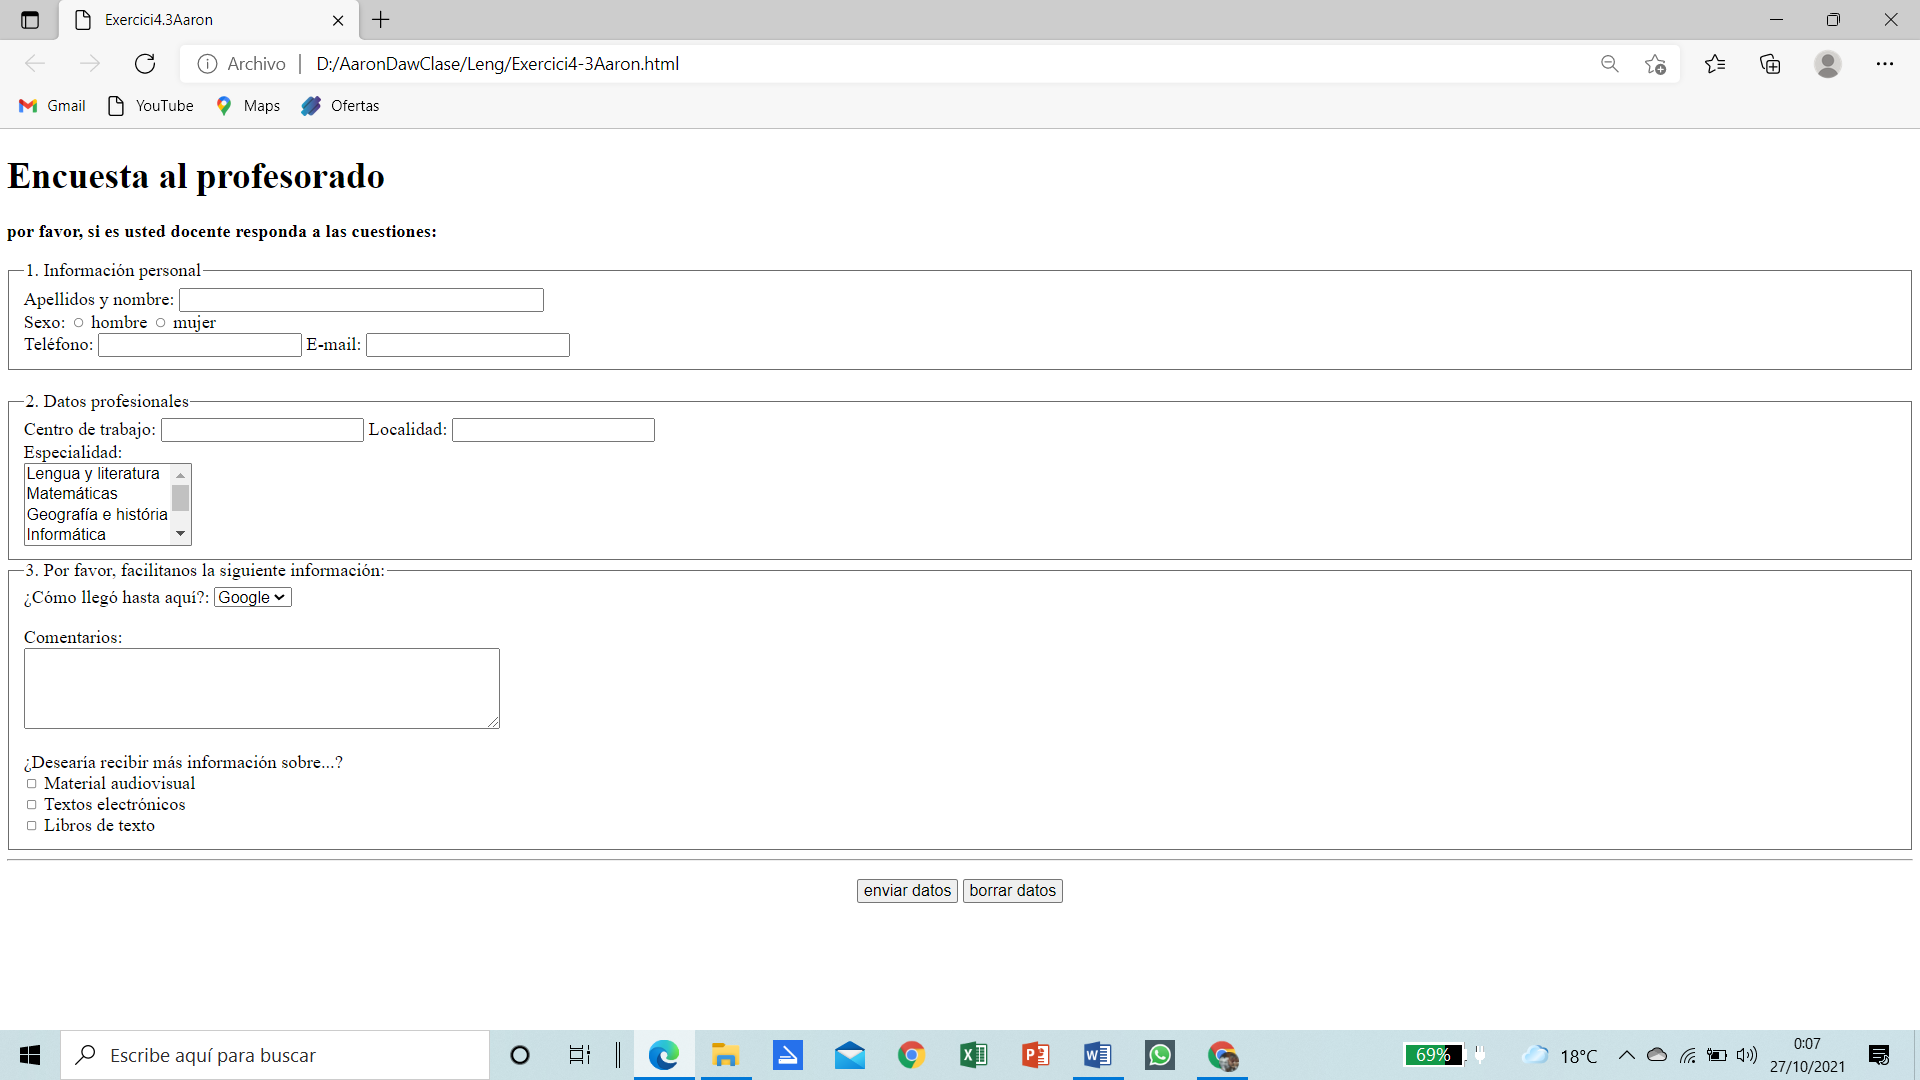 Exercici4.3Aaron
Archivo D:/AaronDawClase/Leng/Exercici4-3Aaron.html
Gmail YouTube Maps Ofertas
Encuesta al profesorado
por favor, si es usted docente responda a las cuestiones:
1. Información personal
Apellidos y nombre:
Sexo: hombre mujer
Teléfono: E-mail:
2. Datos profesionales
Centro de trabajo: Localidad:
Especialidad:
Lengua y literatura
Matemáticas
Geografía e história
Informática
3. Por favor, facilitanos la siguiente información:
¿Cómo llegó hasta aquí?: Google
Comentarios:
¿Desearía recibir más información sobre...?
Material audiovisual
Textos electrónicos
Libros de texto
enviar datos borrar datos
Escribe aquí para buscar
69% 18°C
0:07
27/10/2021